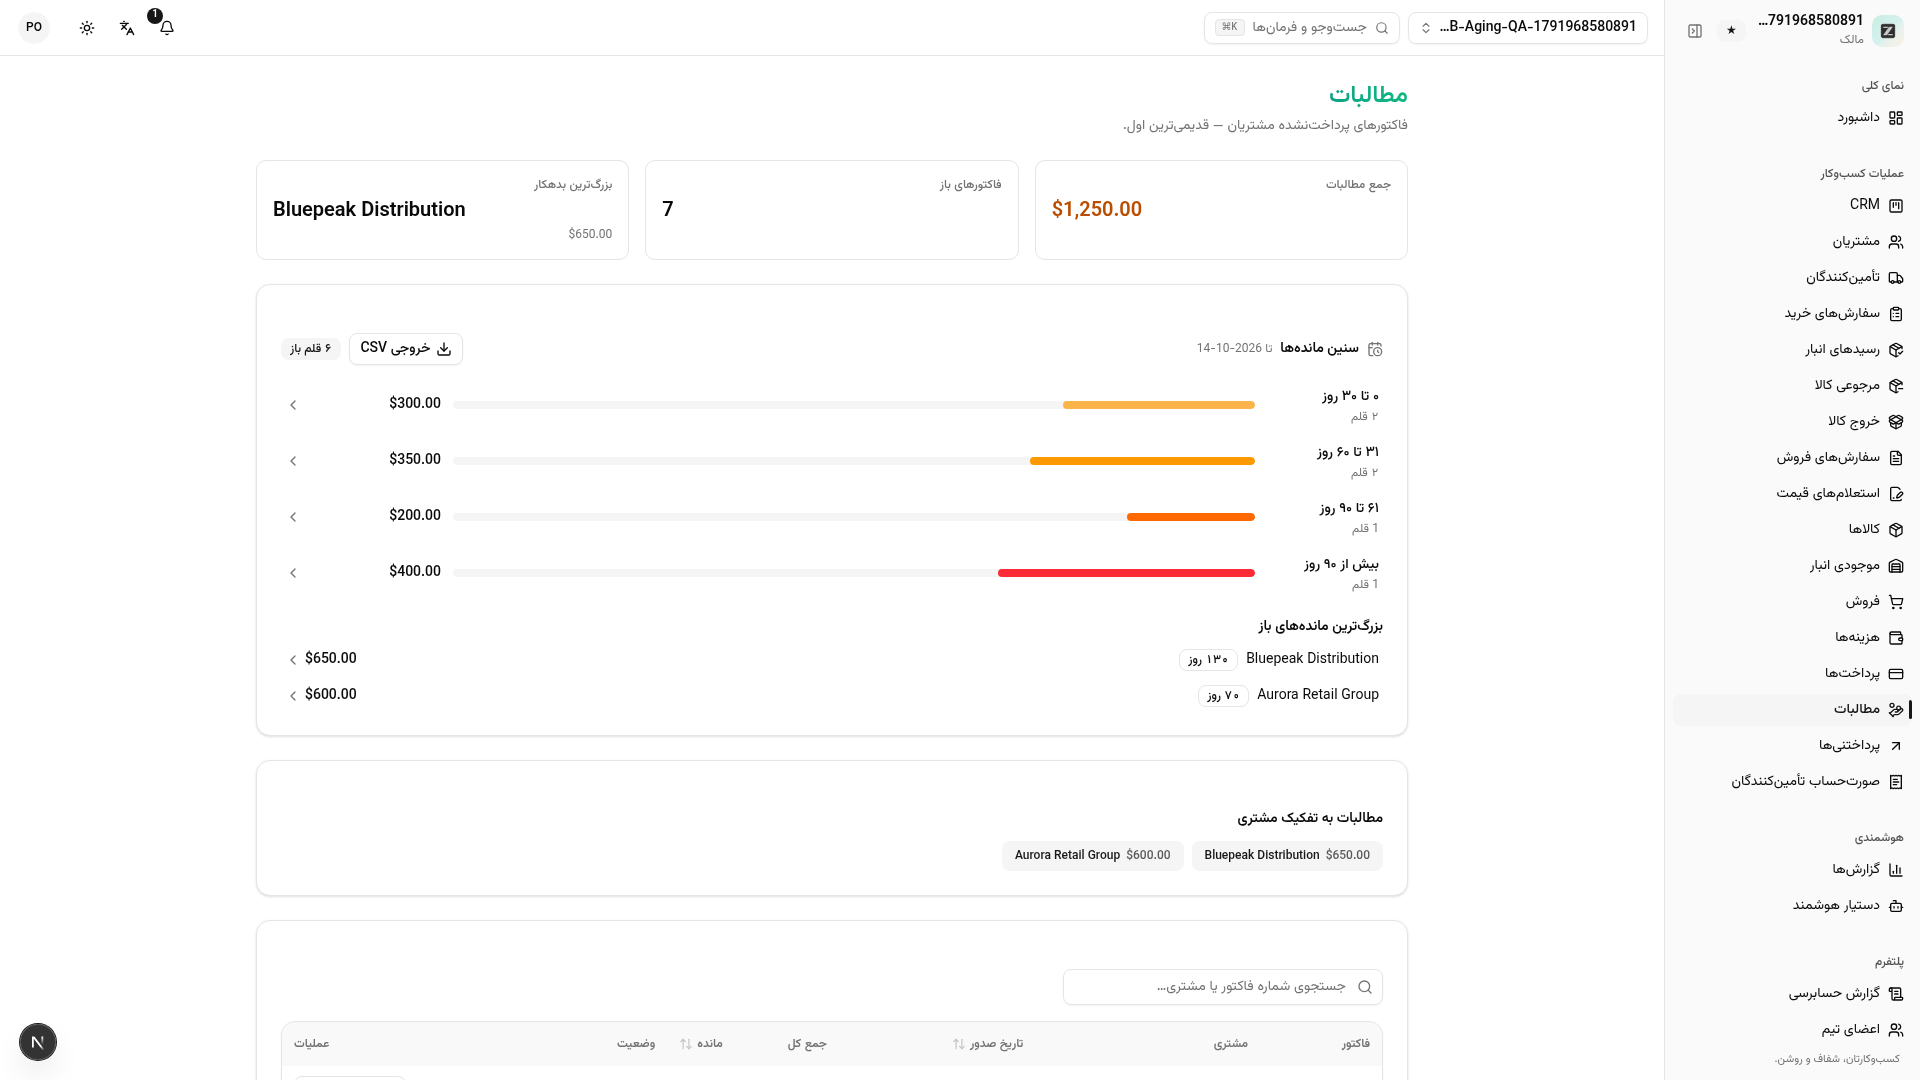 …791968580891
مالک
نمای کلی
داشبورد
عملیات کسب‌وکار
CRM
مشتریان
تأمین‌کنندگان
سفارش‌های خرید
رسیدهای انبار
مرجوعی کالا
خروج کالا
سفارش‌های فروش
استعلام‌های قیمت
کالاها
موجودی انبار
فروش
هزینه‌ها
پرداخت‌ها
مطالبات
پرداختنی‌ها
صورت‌حساب تأمین‌کنندگان
هوشمندی
گزارش‌ها
دستیار هوشمند
پلتفرم
گزارش حسابرسی
اعضای تیم
کسب‌وکارتان، شفاف و روشن.
…B-Aging-QA-1791968580891
جست‌وجو و فرمان‌ها ⌘K
1
PO
مطالبات
فاکتورهای پرداخت‌نشده مشتریان — قدیمی‌ترین اول.
جمع مطالبات
$1,250.00
فاکتورهای باز
7
بزرگ‌ترین بدهکار
Bluepeak Distribution
$650.00
سنین مانده‌ها تا 2026-10-14
خروجی CSV
۶ قلم باز
۰ تا ۳۰ روز
۲ قلم
$300.00
۳۱ تا ۶۰ روز
۲ قلم
$350.00
۶۱ تا ۹۰ روز
1 قلم
$200.00
بیش از ۹۰ روز
1 قلم
$400.00
بزرگ‌ترین مانده‌های باز
Bluepeak Distribution ۱۳۰ روز $650.00
Aurora Retail Group ۷۰ روز $600.00
مطالبات به تفکیک مشتری
Bluepeak Distribution $650.00
Aurora Retail Group $600.00
جستجوی شماره فاکتور یا مشتری…
فاکتور مشتری تاریخ صدور جمع کل مانده وضعیت عملیات
N